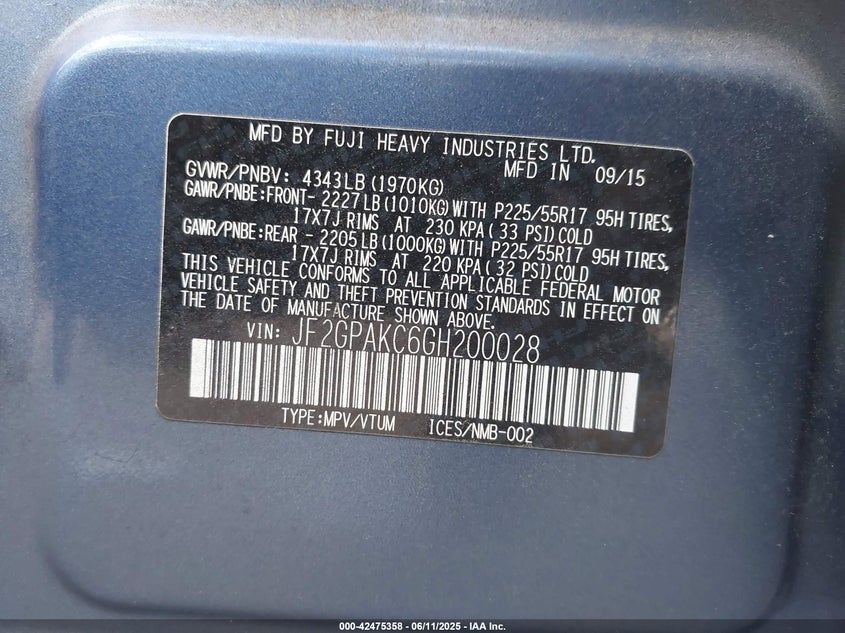 MFD BY FUJI HEAVY INDUSTRIES LTD.
MFD IN 09/15
GVWR/PNBV: 4343LB (1970KG)
GAWR/PNBE:FRONT- 2227 LB (1010KG) WITH P225/55R17 95H TIRES,
17X7J RIMS AT 230 KPA ( 33 PSI) COLD
GAWR/PNBE:REAR - 2205 LB (1000KG) WITH P225/55R17 95H TIRES,
17X7J RIMS AT 220 KPA ( 32 PSI) COLD
THIS VEHICLE CONFORMS TO ALL APPLICABLE FEDERAL MOTOR
VEHICLE SAFETY AND THEFT PREVENTION STANDARDS IN EFFECT ON
THE DATE OF MANUFACTURE SHOWN ABOVE.
VIN: JF2GPAKC6GH200028
TYPE:MPV/VTUM ICES/NMB-002
000-42475358 - 06/11/2025 - IAA Inc.